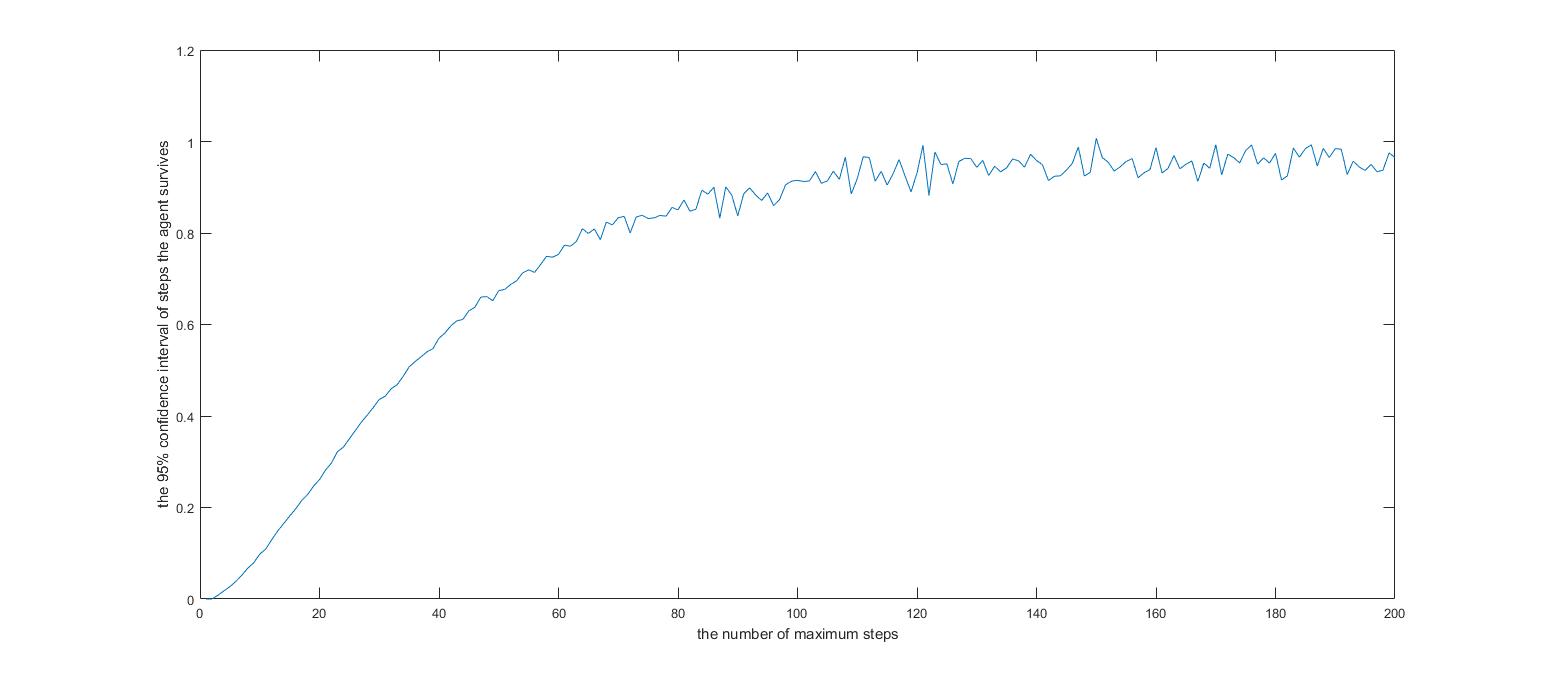 1.2
1
0.8
0.6
0.4
0.2
0
the 95% confidence interval of steps the agent survives
0 20 40 60 80 100 120 140 160 180 200
the number of maximum steps